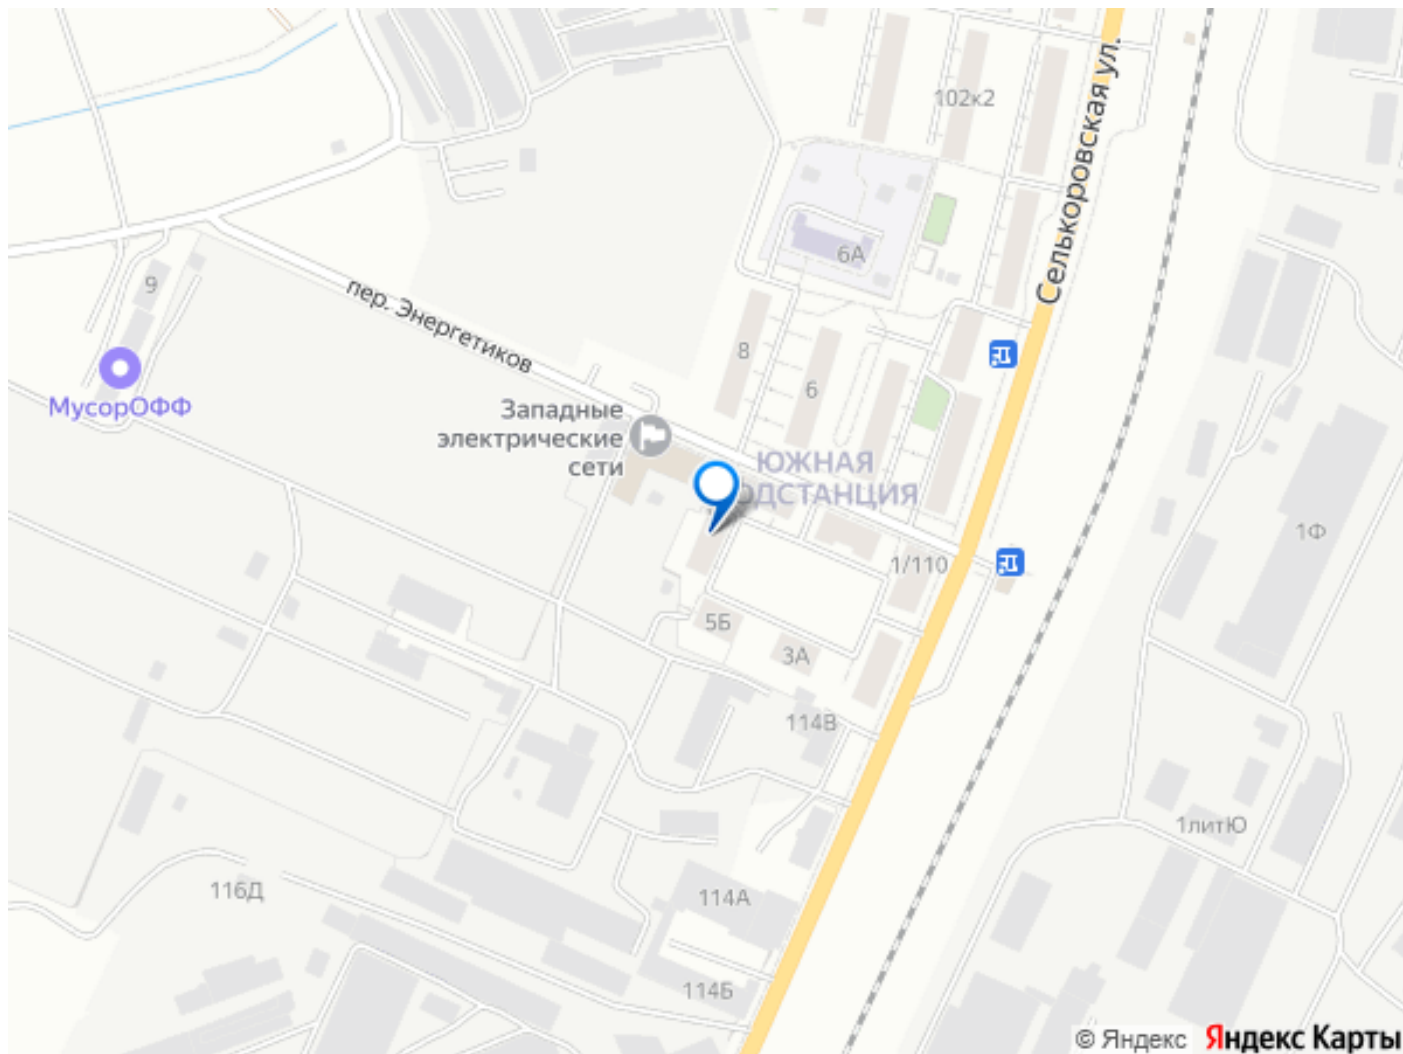 102к2
Селькоровская ул.
6А
9
пер. Энергетиков
8
6
МусорОФФ
Западные
электрические
сети
ЮЖНАЯ
ОДСТАНЦИЯ
1Ф
1/110
5Б
3А
114В
1литЮ
116Д
114А
114Б
© Яндекс Яндекс Карты